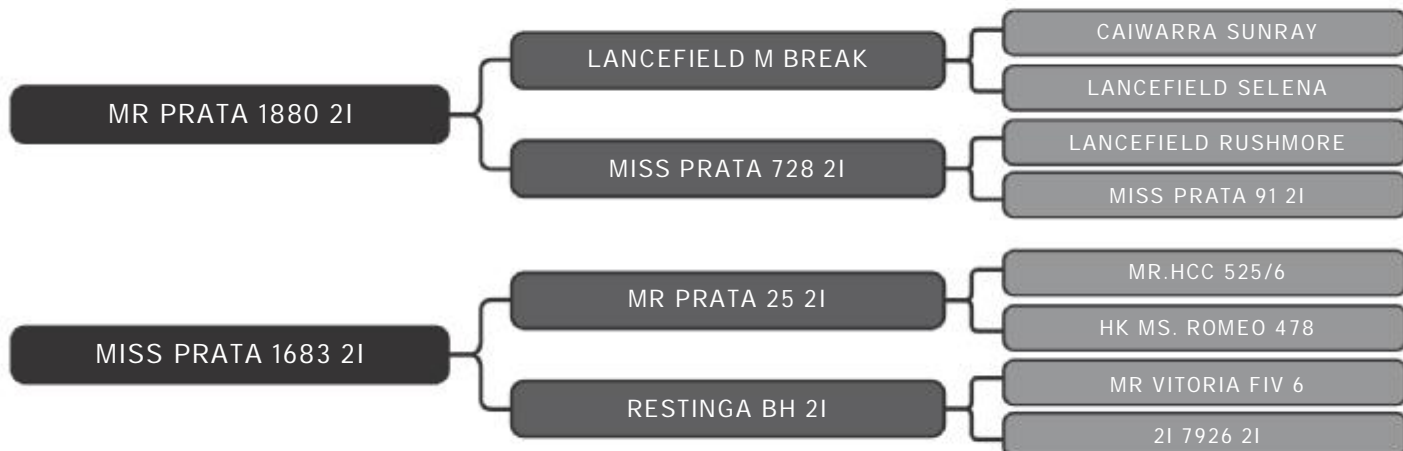 CAIWARRA SUNRAY
LANCEFIELD M BREAK
LANCEFIELD SELENA
MR PRATA 1880 2I
LANCEFIELD RUSHMORE
MISS PRATA 728 2I
MISS PRATA 91 2I
MR.HCC 525/6
MR PRATA 25 2I
HK MS. ROMEO 478
MISS PRATA 1683 2I
MR VITORIA FIV 6
RESTINGA BH 2I
2I 7926 2I